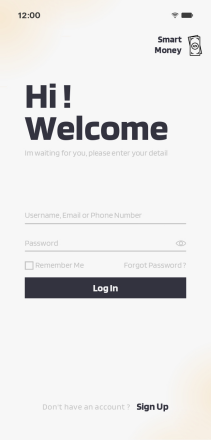 12:00
Smart
Money
Hi !
Welcome
Im waiting for you, please enter your detail
Username, Email or Phone Number
Password
Remember Me
Forgot Password?
Log In
Don't have an account ? Sign Up